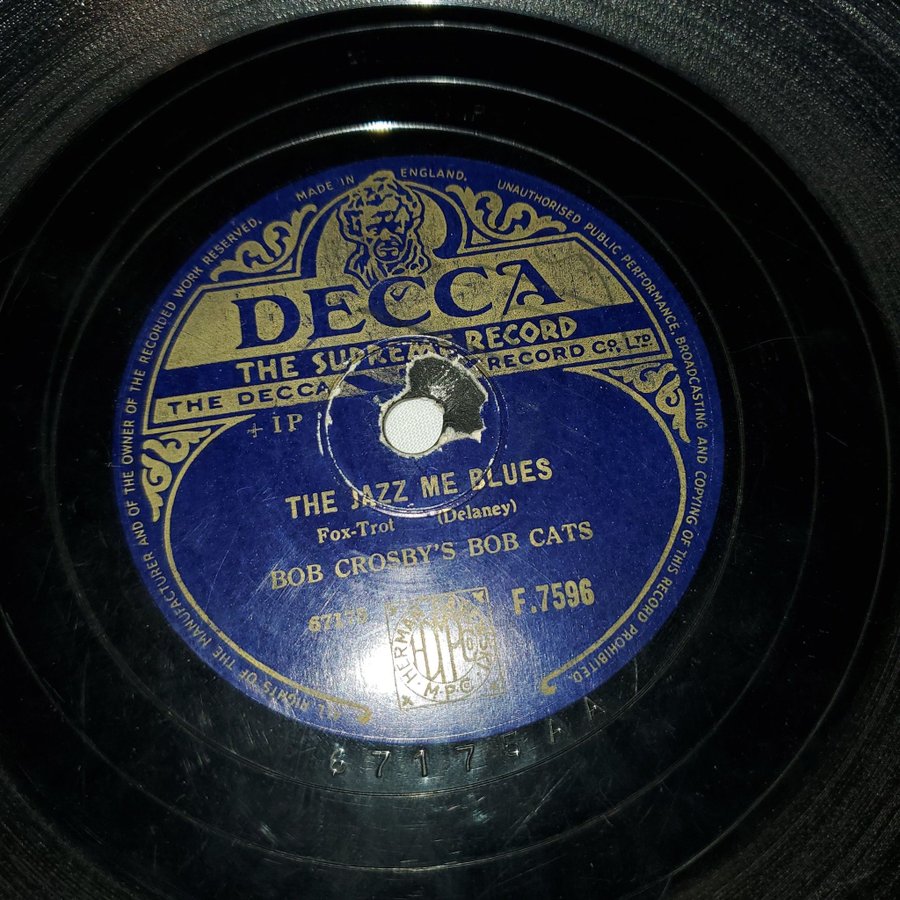 MADE IN ENGLAND.
UNAUTHORISED PUBLIC PERFORMANCE, BROADCASTING AND COPYING OF THIS RECORD PROHIBITED.
RIGHTS OF THE MANUFACTURER AND OF THE OWNER OF THE RECORDED WORK RESERVED.
DECCA
THE SUPREME RECORD
THE DECCA RECORD CO, LTD
+ IP
THE JAZZ ME BLUES
Fox-Trot (Delaney)
BOB CROSBY'S BOB CATS
F.7596
M.P.C.